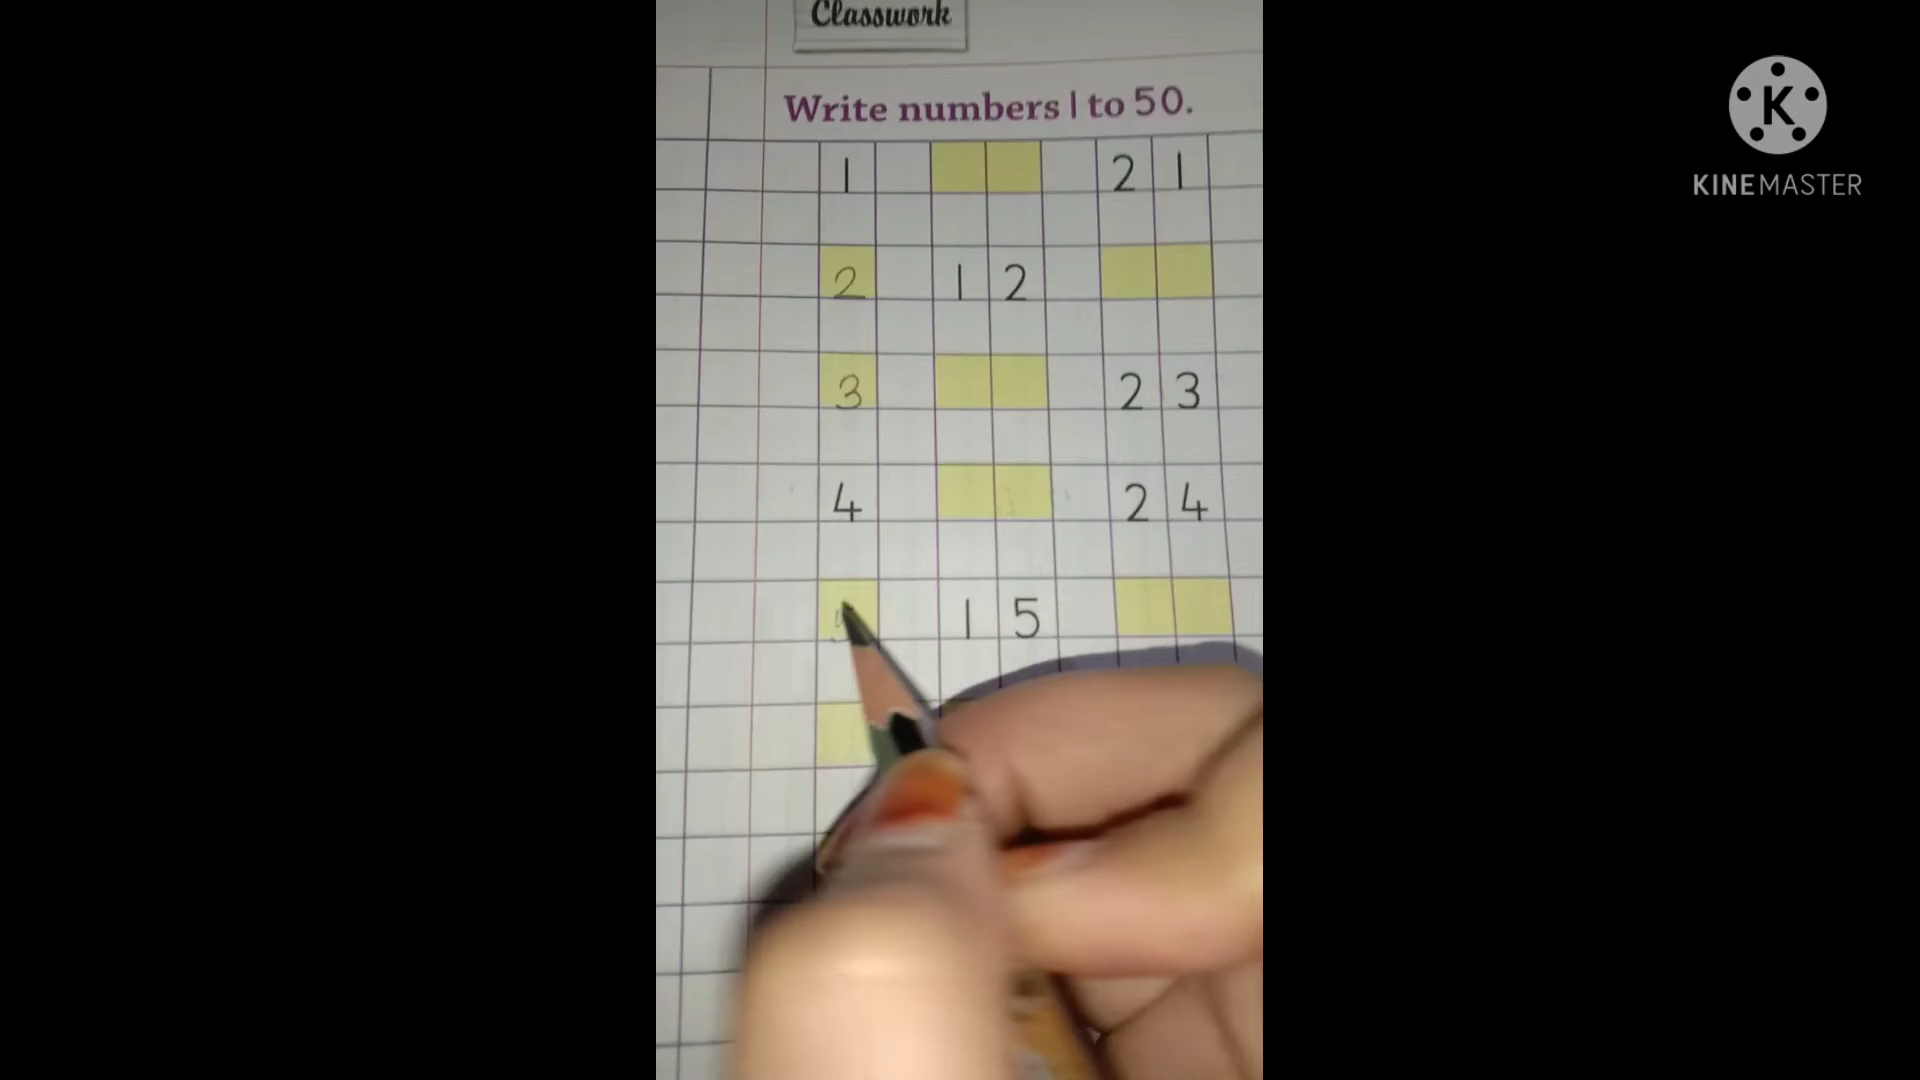 Classwork
Write numbers 1 to 50.
1 21
2 12
3 23
4 24
15
K
KINEMASTER